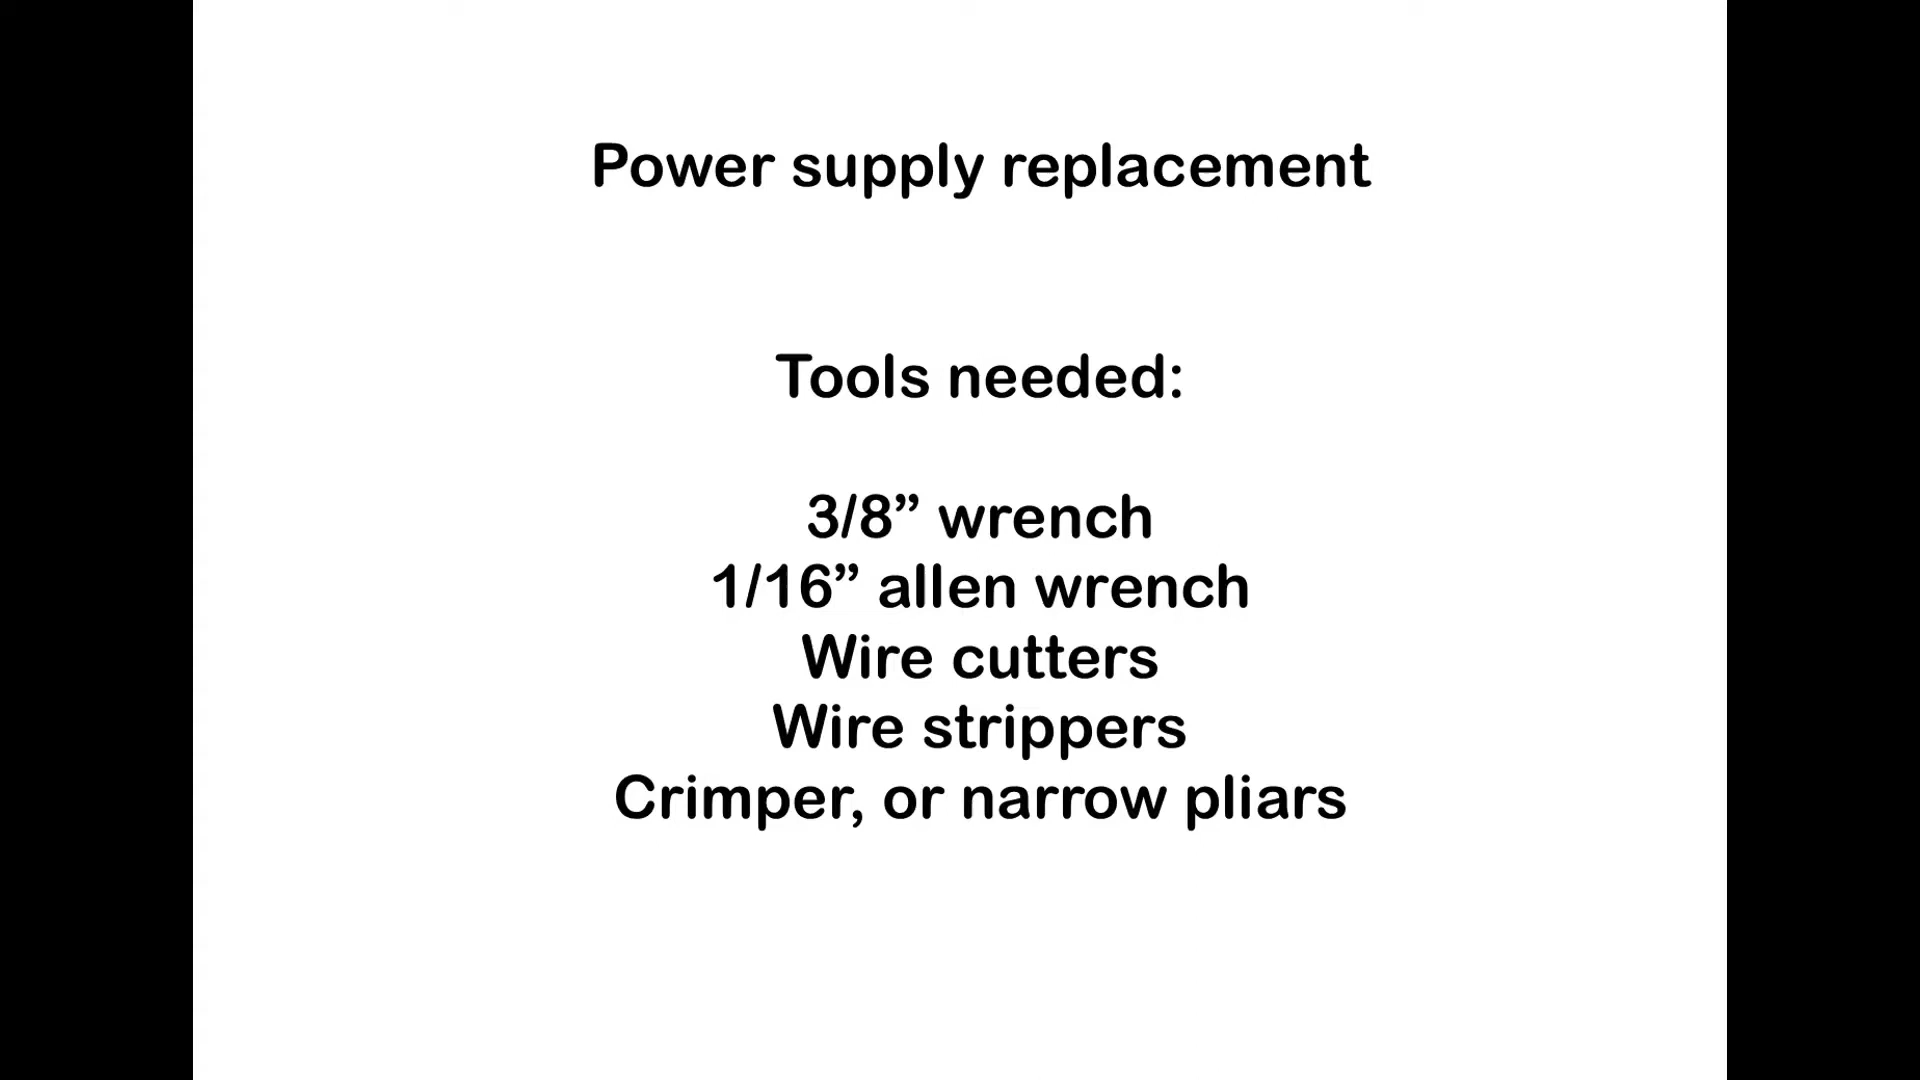 Power supply replacement
Tools needed:
3/8” wrench
1/16” allen wrench
Wire cutters
Wire strippers
Crimper, or narrow pliars